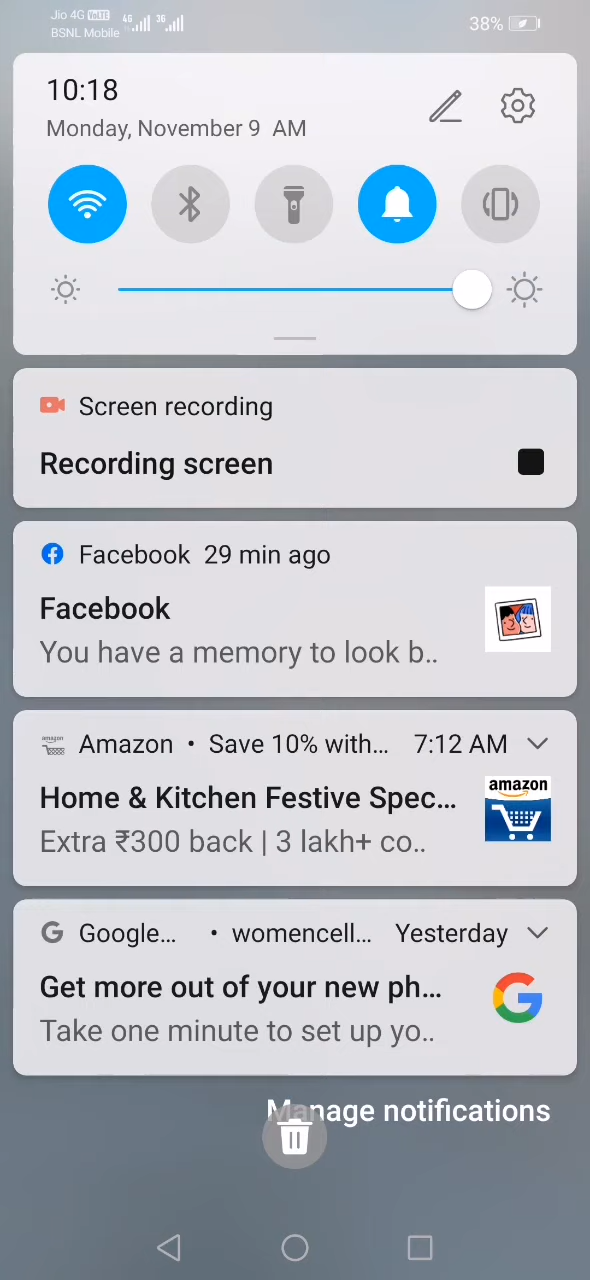 Jio 4G VoLTE 4G 3G 38%
BSNL Mobile
10:18
Monday, November 9 AM
Screen recording
Recording screen
Facebook 29 min ago
Facebook
You have a memory to look b..
amazon Amazon • Save 10% with... 7:12 AM
Home & Kitchen Festive Spec...
amazon
Extra ₹300 back | 3 lakh+ co..
Google... • womencell... Yesterday
Get more out of your new ph...
Take one minute to set up yo..
Manage notifications